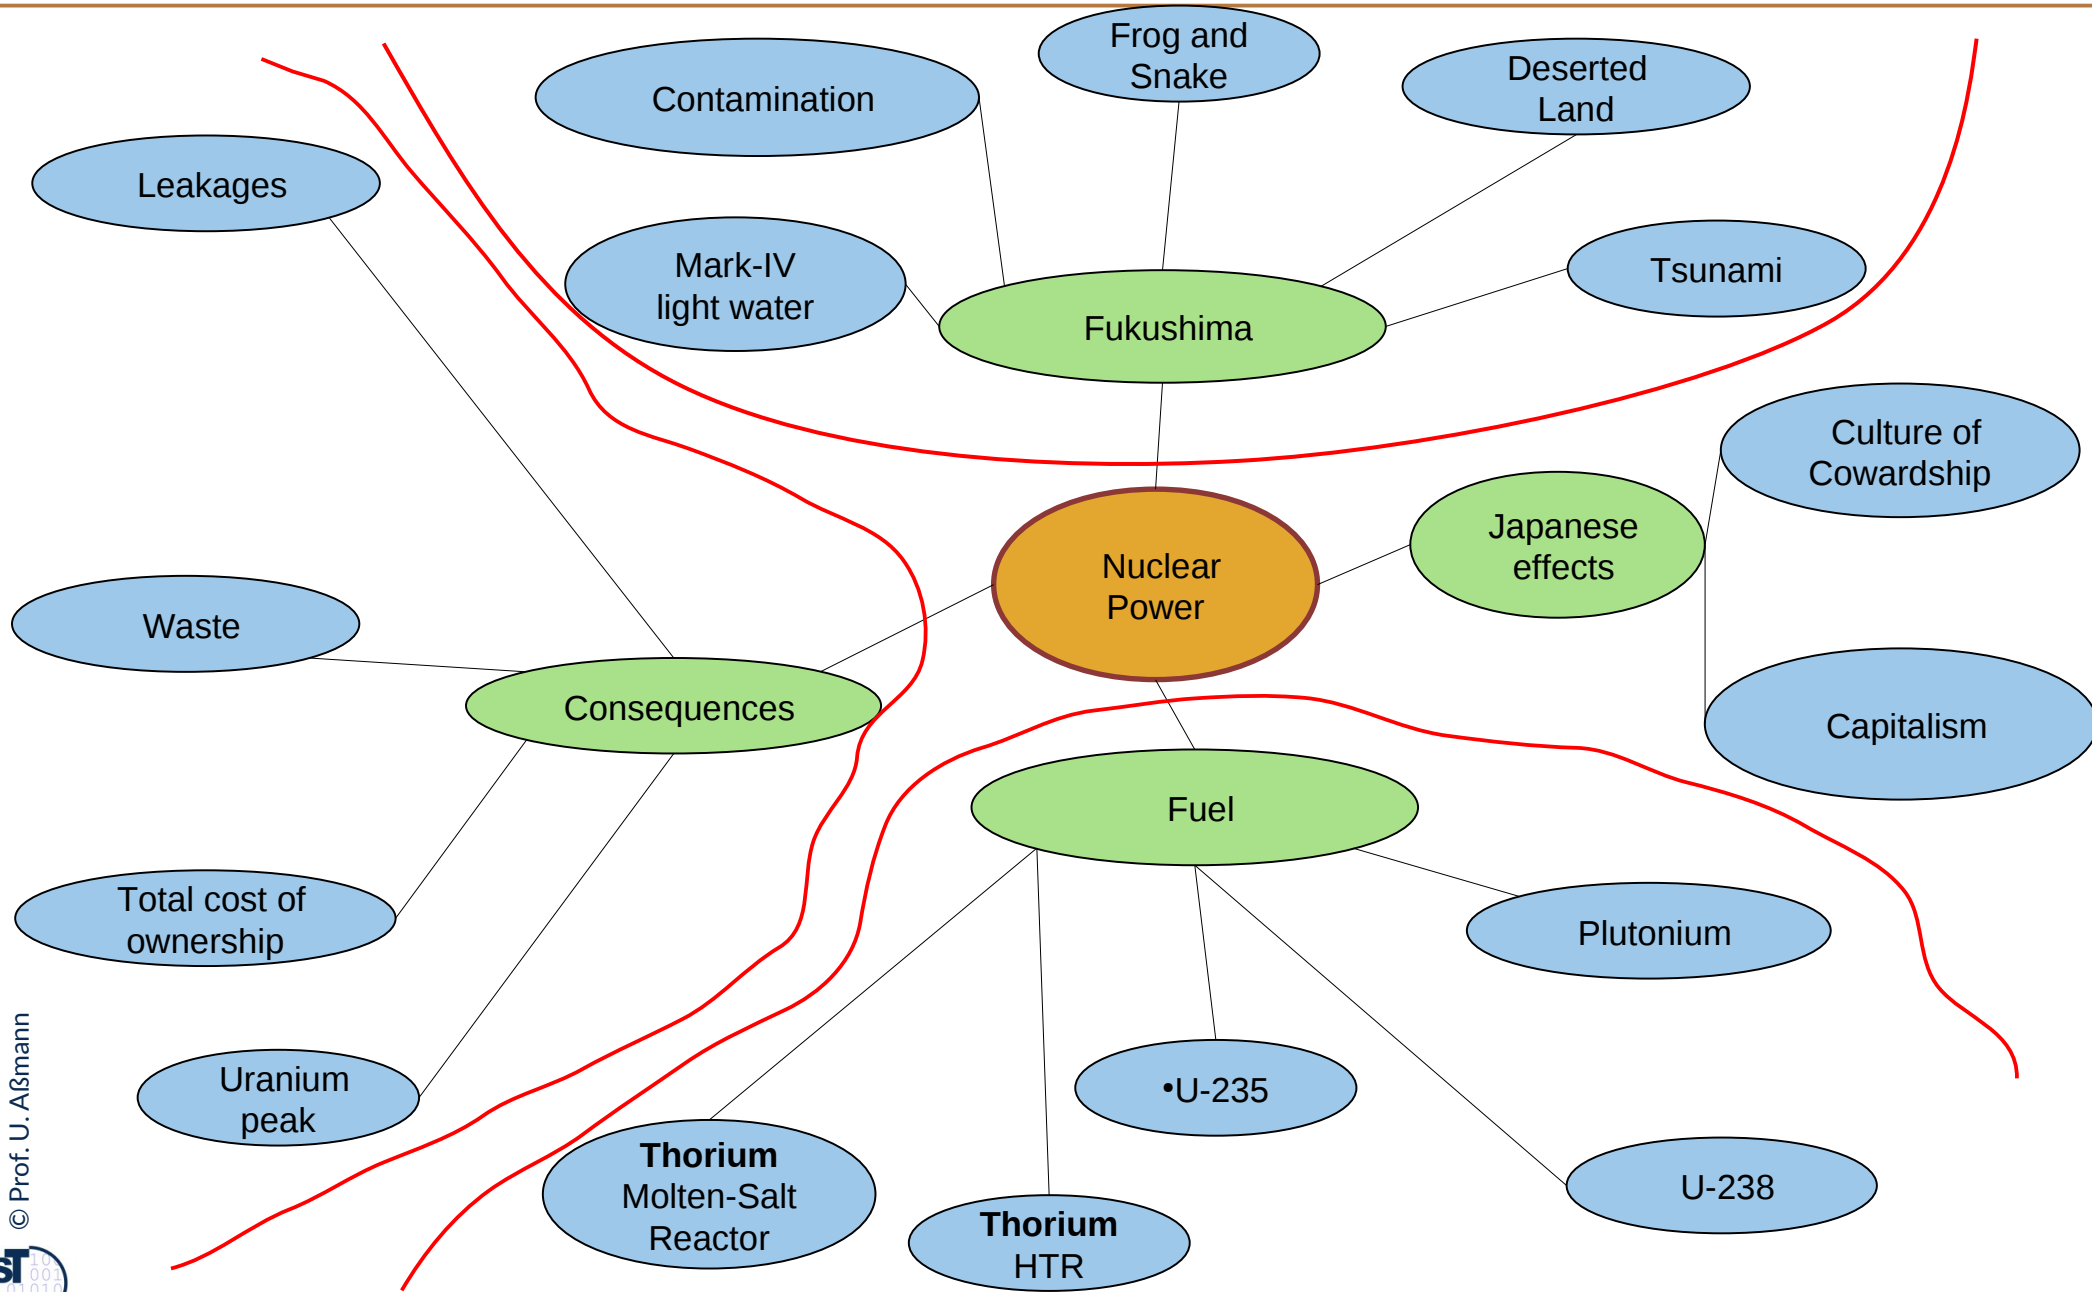 Frog and
Snake
Contamination
Deserted
Land
Leakages
Mark-IV
light water
Tsunami
Fukushima
Culture of
Cowardship
Japanese
effects
Nuclear
Power
Waste
Consequences
Capitalism
Fuel
Total cost of
ownership
Plutonium
Uranium
peak
•U-235
Thorium
Molten-Salt
Reactor
U-238
Thorium
HTR
© Prof. U. Aßmann
sT